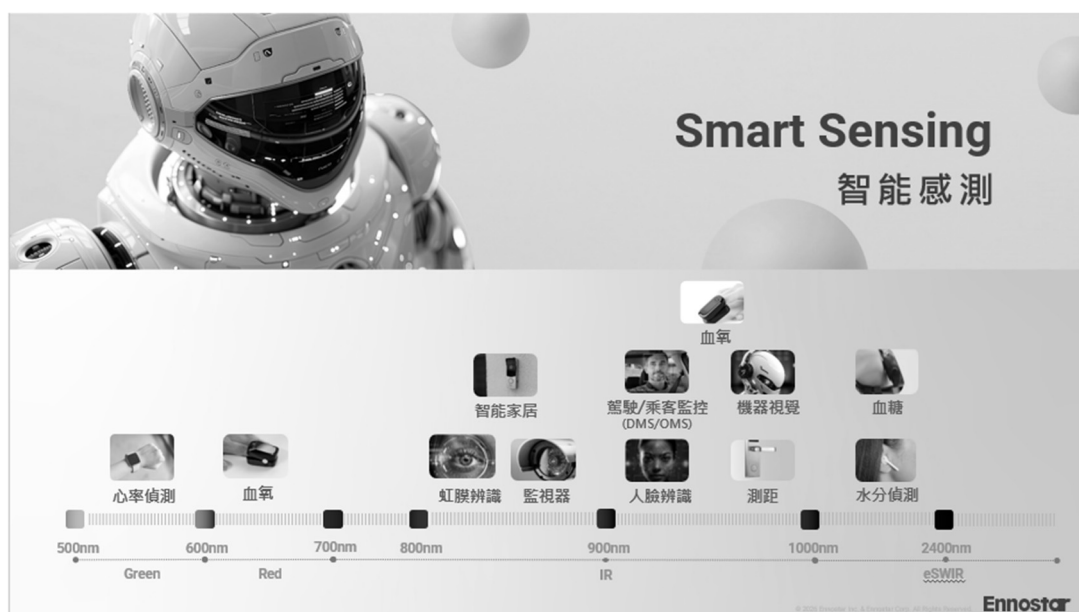 Smart Sensing
智能感測
血氧
智能家居
駕駛/乘客監控
(DMS/OMS)
機器視覺
血糖
心率偵測
血氧
虹膜辨識
監視器
人臉辨識
測距
水分偵測
500nm
600nm
700nm
800nm
900nm
1000nm
2400nm
Green
Red
IR
eSWIR
Ennostar